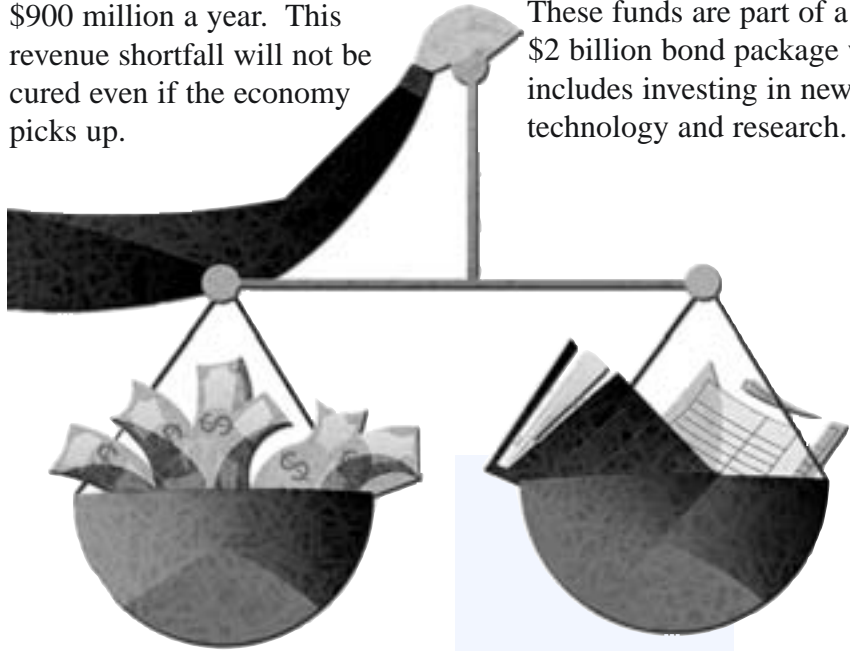 $900 million a year. This
revenue shortfall will not be
cured even if the economy
picks up.
These funds are part of a
$2 billion bond package
includes investing in new
technology and research.
$
$
$
$